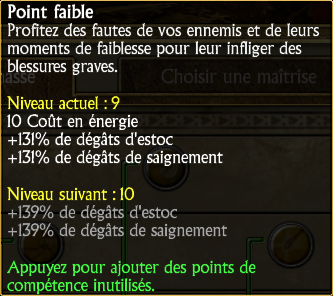 Point faible
Profitez des fautes de vos ennemis et de leurs
moments de faiblesse pour leur infliger des
blessures graves.
Choisir une maîtrise
Niveau actuel : 9
10 Coût en énergie
+131% de dégâts d'estoc
+131% de dégâts de saignement
Niveau suivant : 10
+139% de dégâts d'estoc
+139% de dégâts de saignement
Appuyez pour ajouter des points de
compétence inutilisés.